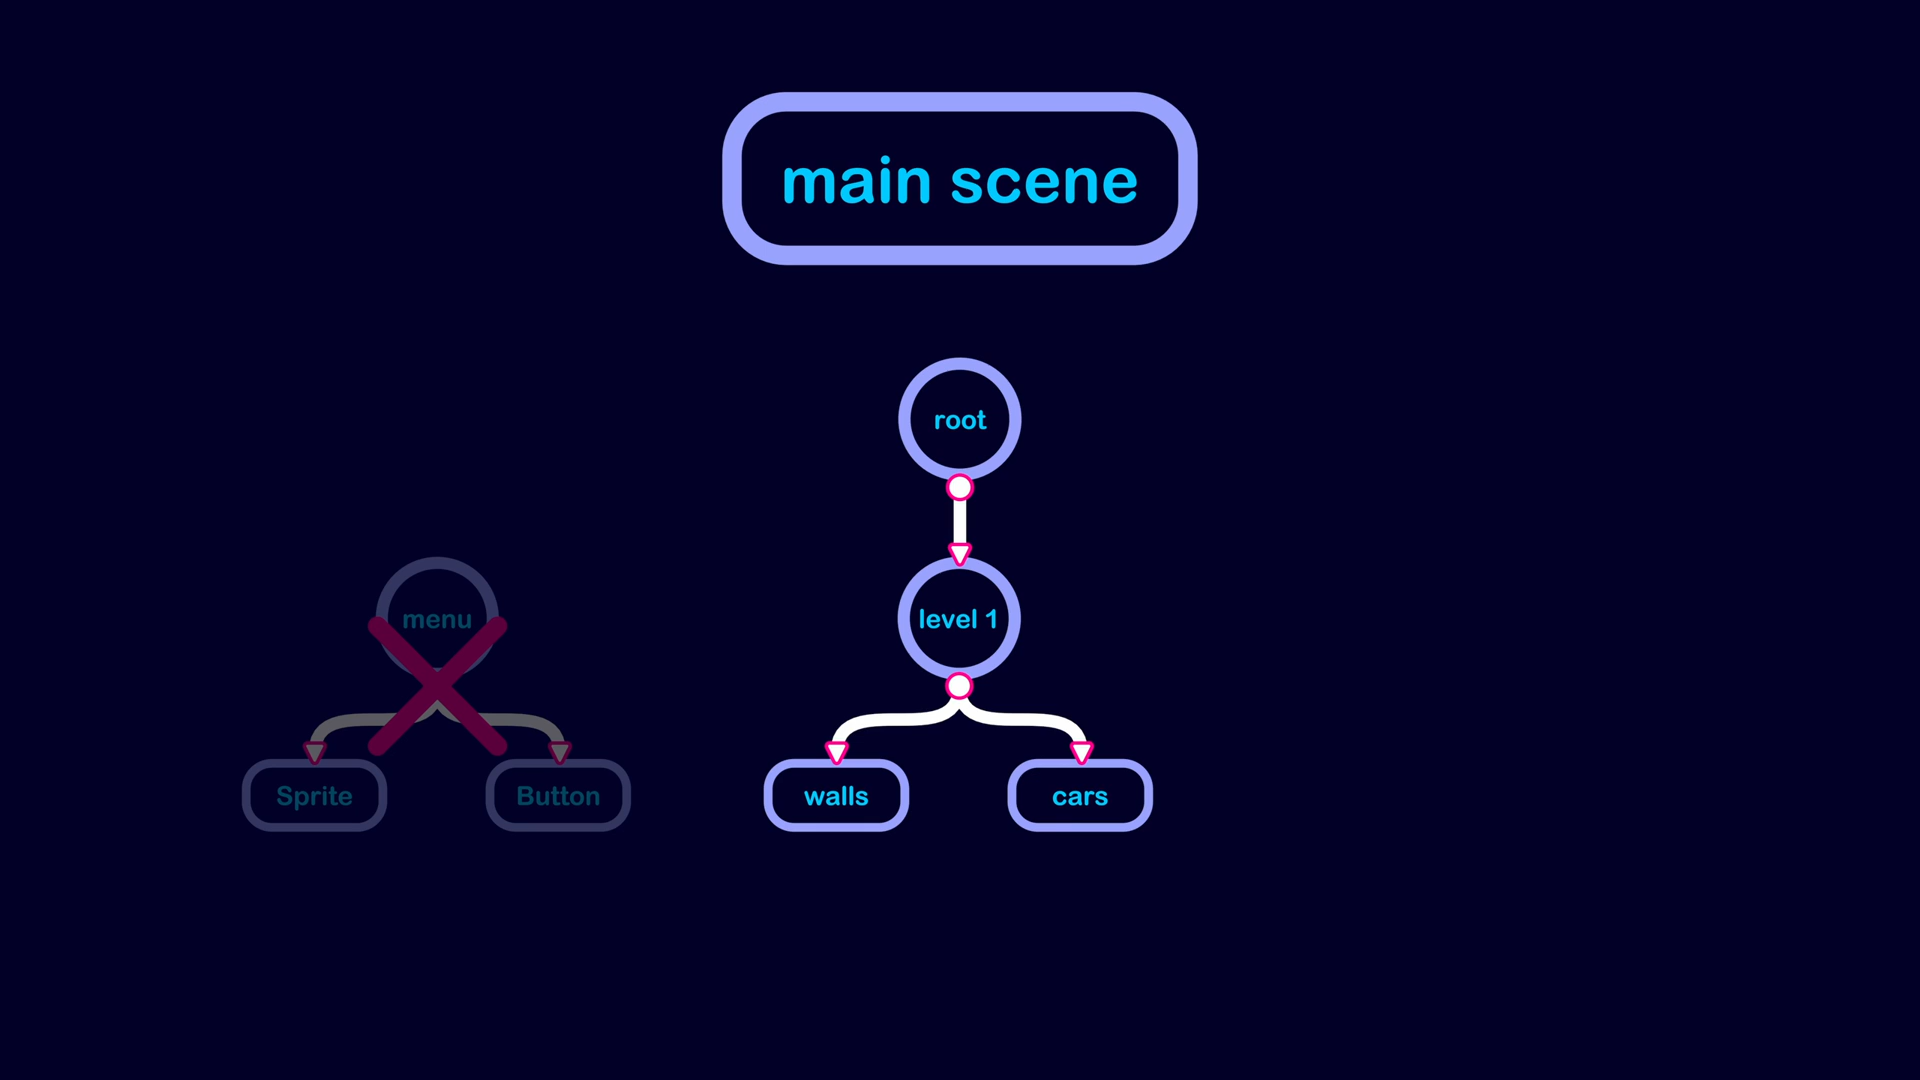 main scene
root
menu
level 1
Sprite
Button
walls
cars